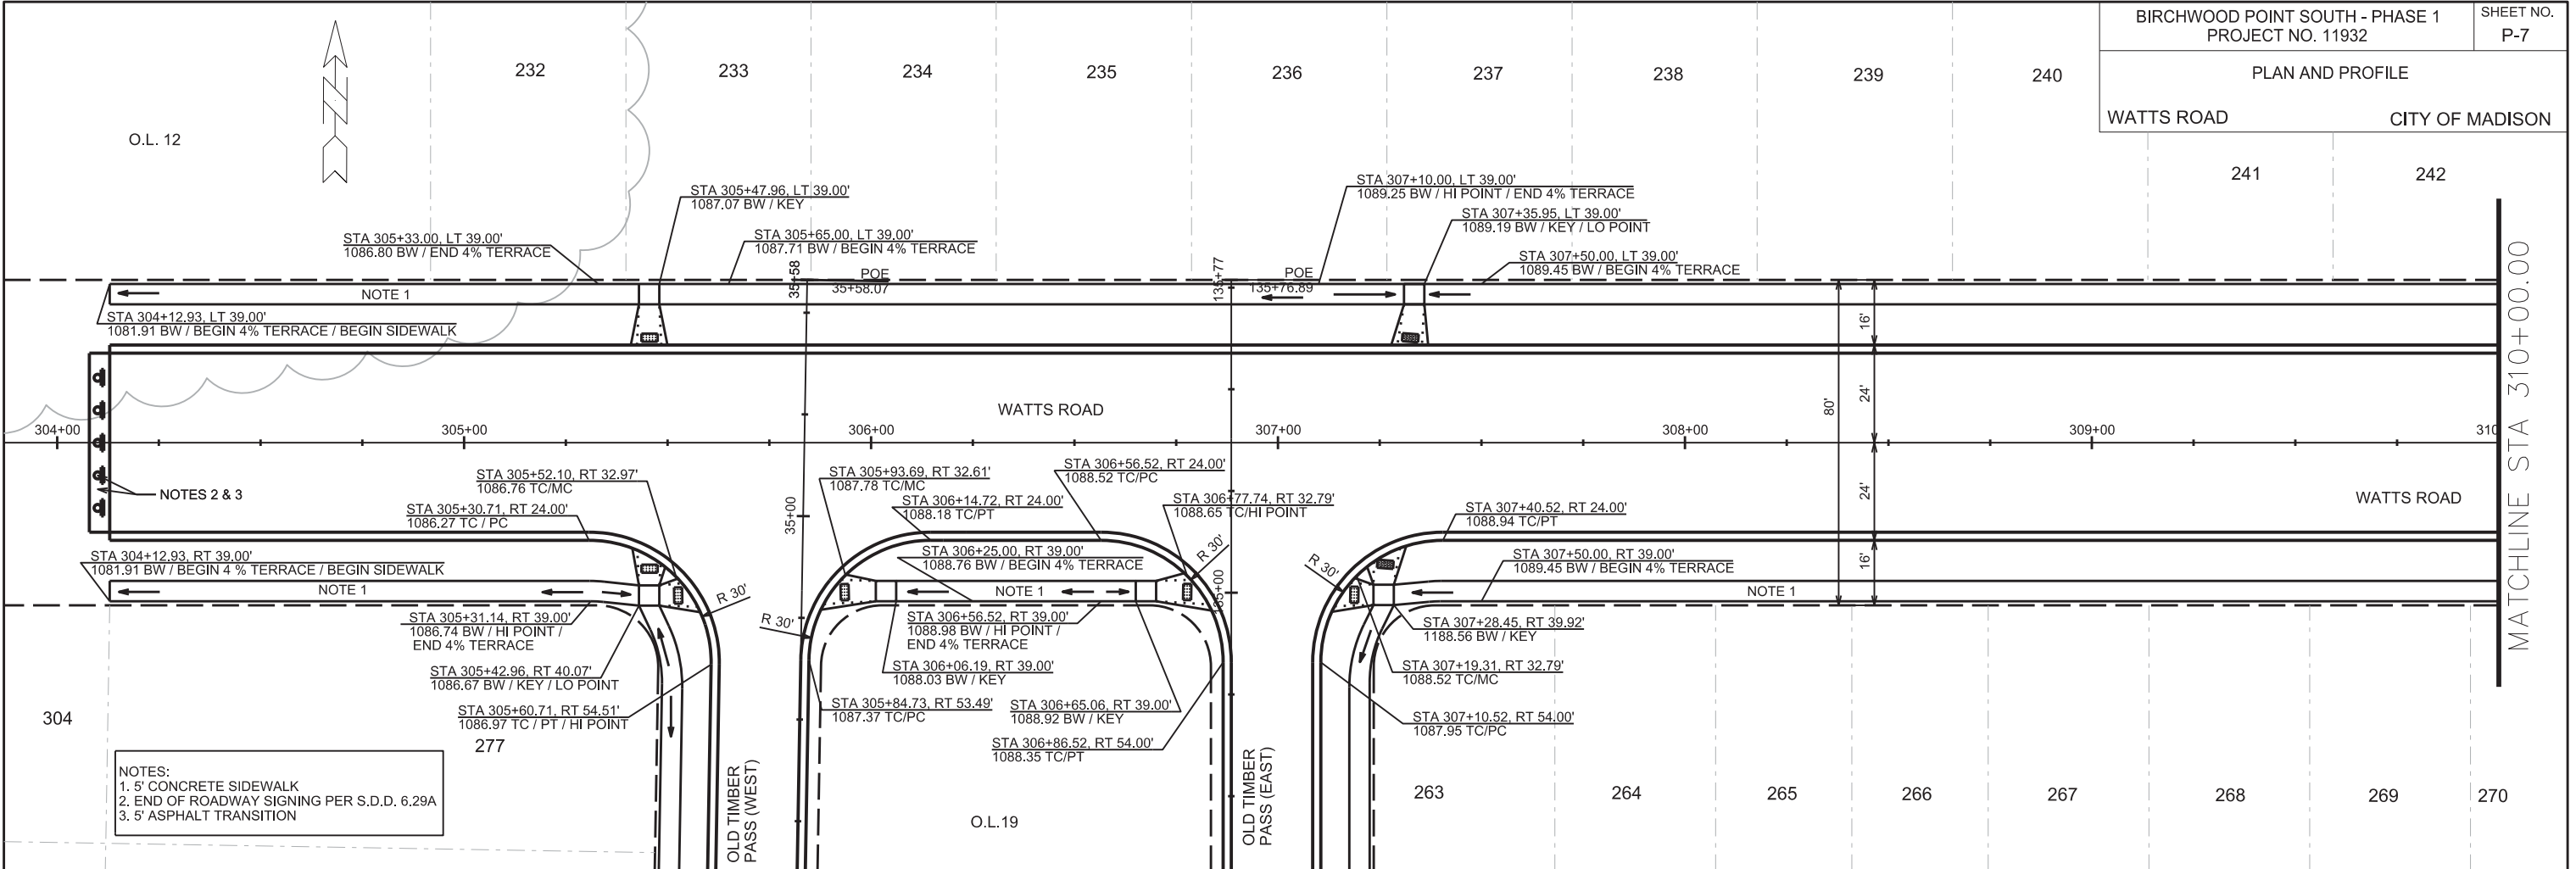 BIRCHWOOD POINT SOUTH - PHASE 1
PROJECT NO. 11932
SHEET NO.
P-7
PLAN AND PROFILE
WATTS ROAD
CITY OF MADISON
O.L. 12
N
232
233
234
235
236
237
238
239
240
241
242
STA 305+47.96, LT 39.00'
1087.07 BW / KEY
STA 305+33.00, LT 39.00'
1086.80 BW / END 4% TERRACE
STA 305+65.00, LT 39.00'
1087.71 BW / BEGIN 4% TERRACE
STA 307+10.00, LT 39.00'
1089.25 BW / HI POINT / END 4% TERRACE
STA 307+35.95, LT 39.00'
1089.19 BW / KEY / LO POINT
STA 307+50.00, LT 39.00'
1089.45 BW / BEGIN 4% TERRACE
35+58
POE
35+58.07
135+77
POE
135+76.89
NOTE 1
STA 304+12.93, LT 39.00'
1081.91 BW / BEGIN 4% TERRACE / BEGIN SIDEWALK
16'
24'
80'
24'
16'
MATCHLINE STA 310+00.00
WATTS ROAD
304+00
305+00
306+00
307+00
308+00
309+00
310
NOTES 2 & 3
WATTS ROAD
STA 305+52.10, RT 32.97'
1086.76 TC/MC
STA 305+30.71, RT 24.00'
1086.27 TC / PC
STA 305+93.69, RT 32.61'
1087.78 TC/MC
STA 306+14.72, RT 24.00'
1088.18 TC/PT
STA 306+56.52, RT 24.00'
1088.52 TC/PC
STA 306+77.74, RT 32.79'
1088.65 TC/HI POINT
STA 307+40.52, RT 24.00'
1088.94 TC/PT
35+00
135+00
STA 304+12.93, RT 39.00'
1081.91 BW / BEGIN 4 % TERRACE / BEGIN SIDEWALK
NOTE 1
STA 306+25.00, RT 39.00'
1088.76 BW / BEGIN 4% TERRACE
NOTE 1
STA 307+50.00, RT 39.00'
1089.45 BW / BEGIN 4% TERRACE
NOTE 1
R 30'
R 30'
R 30'
R 30'
STA 305+31.14, RT 39.00'
1086.74 BW / HI POINT /
END 4% TERRACE
STA 305+42.96, RT 40.07'
1086.67 BW / KEY / LO POINT
STA 305+60.71, RT 54.51'
1086.97 TC / PT / HI POINT
STA 306+56.52, RT 39.00'
1088.98 BW / HI POINT /
END 4% TERRACE
STA 306+06.19, RT 39.00'
1088.03 BW / KEY
STA 305+84.73, RT 53.49'
1087.37 TC/PC
STA 306+65.06, RT 39.00'
1088.92 BW / KEY
STA 306+86.52, RT 54.00'
1088.35 TC/PT
STA 307+28.45, RT 39.92'
1188.56 BW / KEY
STA 307+19.31, RT 32.79'
1088.52 TC/MC
STA 307+10.52, RT 54.00'
1087.95 TC/PC
304
277
NOTES:
1. 5' CONCRETE SIDEWALK
2. END OF ROADWAY SIGNING PER S.D.D. 6.29A
3. 5' ASPHALT TRANSITION
OLD TIMBER
PASS (WEST)
O.L.19
OLD TIMBER
PASS (EAST)
263
264
265
266
267
268
269
270